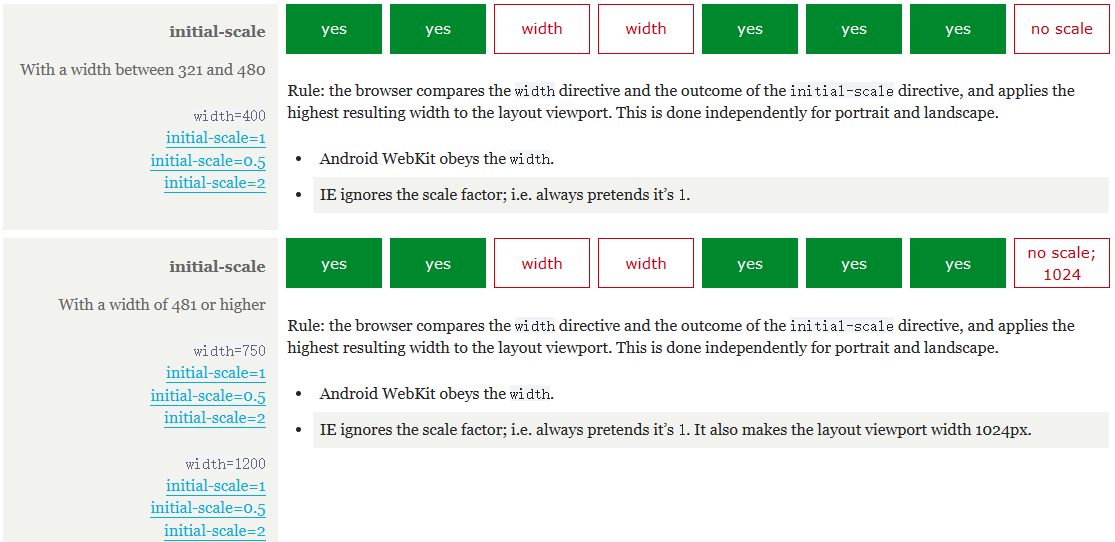 initial-scale
With a width between 321 and 480
width=400
initial-scale=1
initial-scale=0.5
initial-scale=2
yes yes width width yes yes yes no scale
Rule: the browser compares the width directive and the outcome of the initial-scale directive, and applies the
highest resulting width to the layout viewport. This is done independently for portrait and landscape.
• Android WebKit obeys the width.
• IE ignores the scale factor; i.e. always pretends it’s 1.
initial-scale
With a width of 481 or higher
width=750
initial-scale=1
initial-scale=0.5
initial-scale=2
width=1200
initial-scale=1
initial-scale=0.5
initial-scale=2
yes yes width width yes yes yes no scale;
1024
Rule: the browser compares the width directive and the outcome of the initial-scale directive, and applies the
highest resulting width to the layout viewport. This is done independently for portrait and landscape.
• Android WebKit obeys the width.
• IE ignores the scale factor; i.e. always pretends it’s 1. It also makes the layout viewport width 1024px.